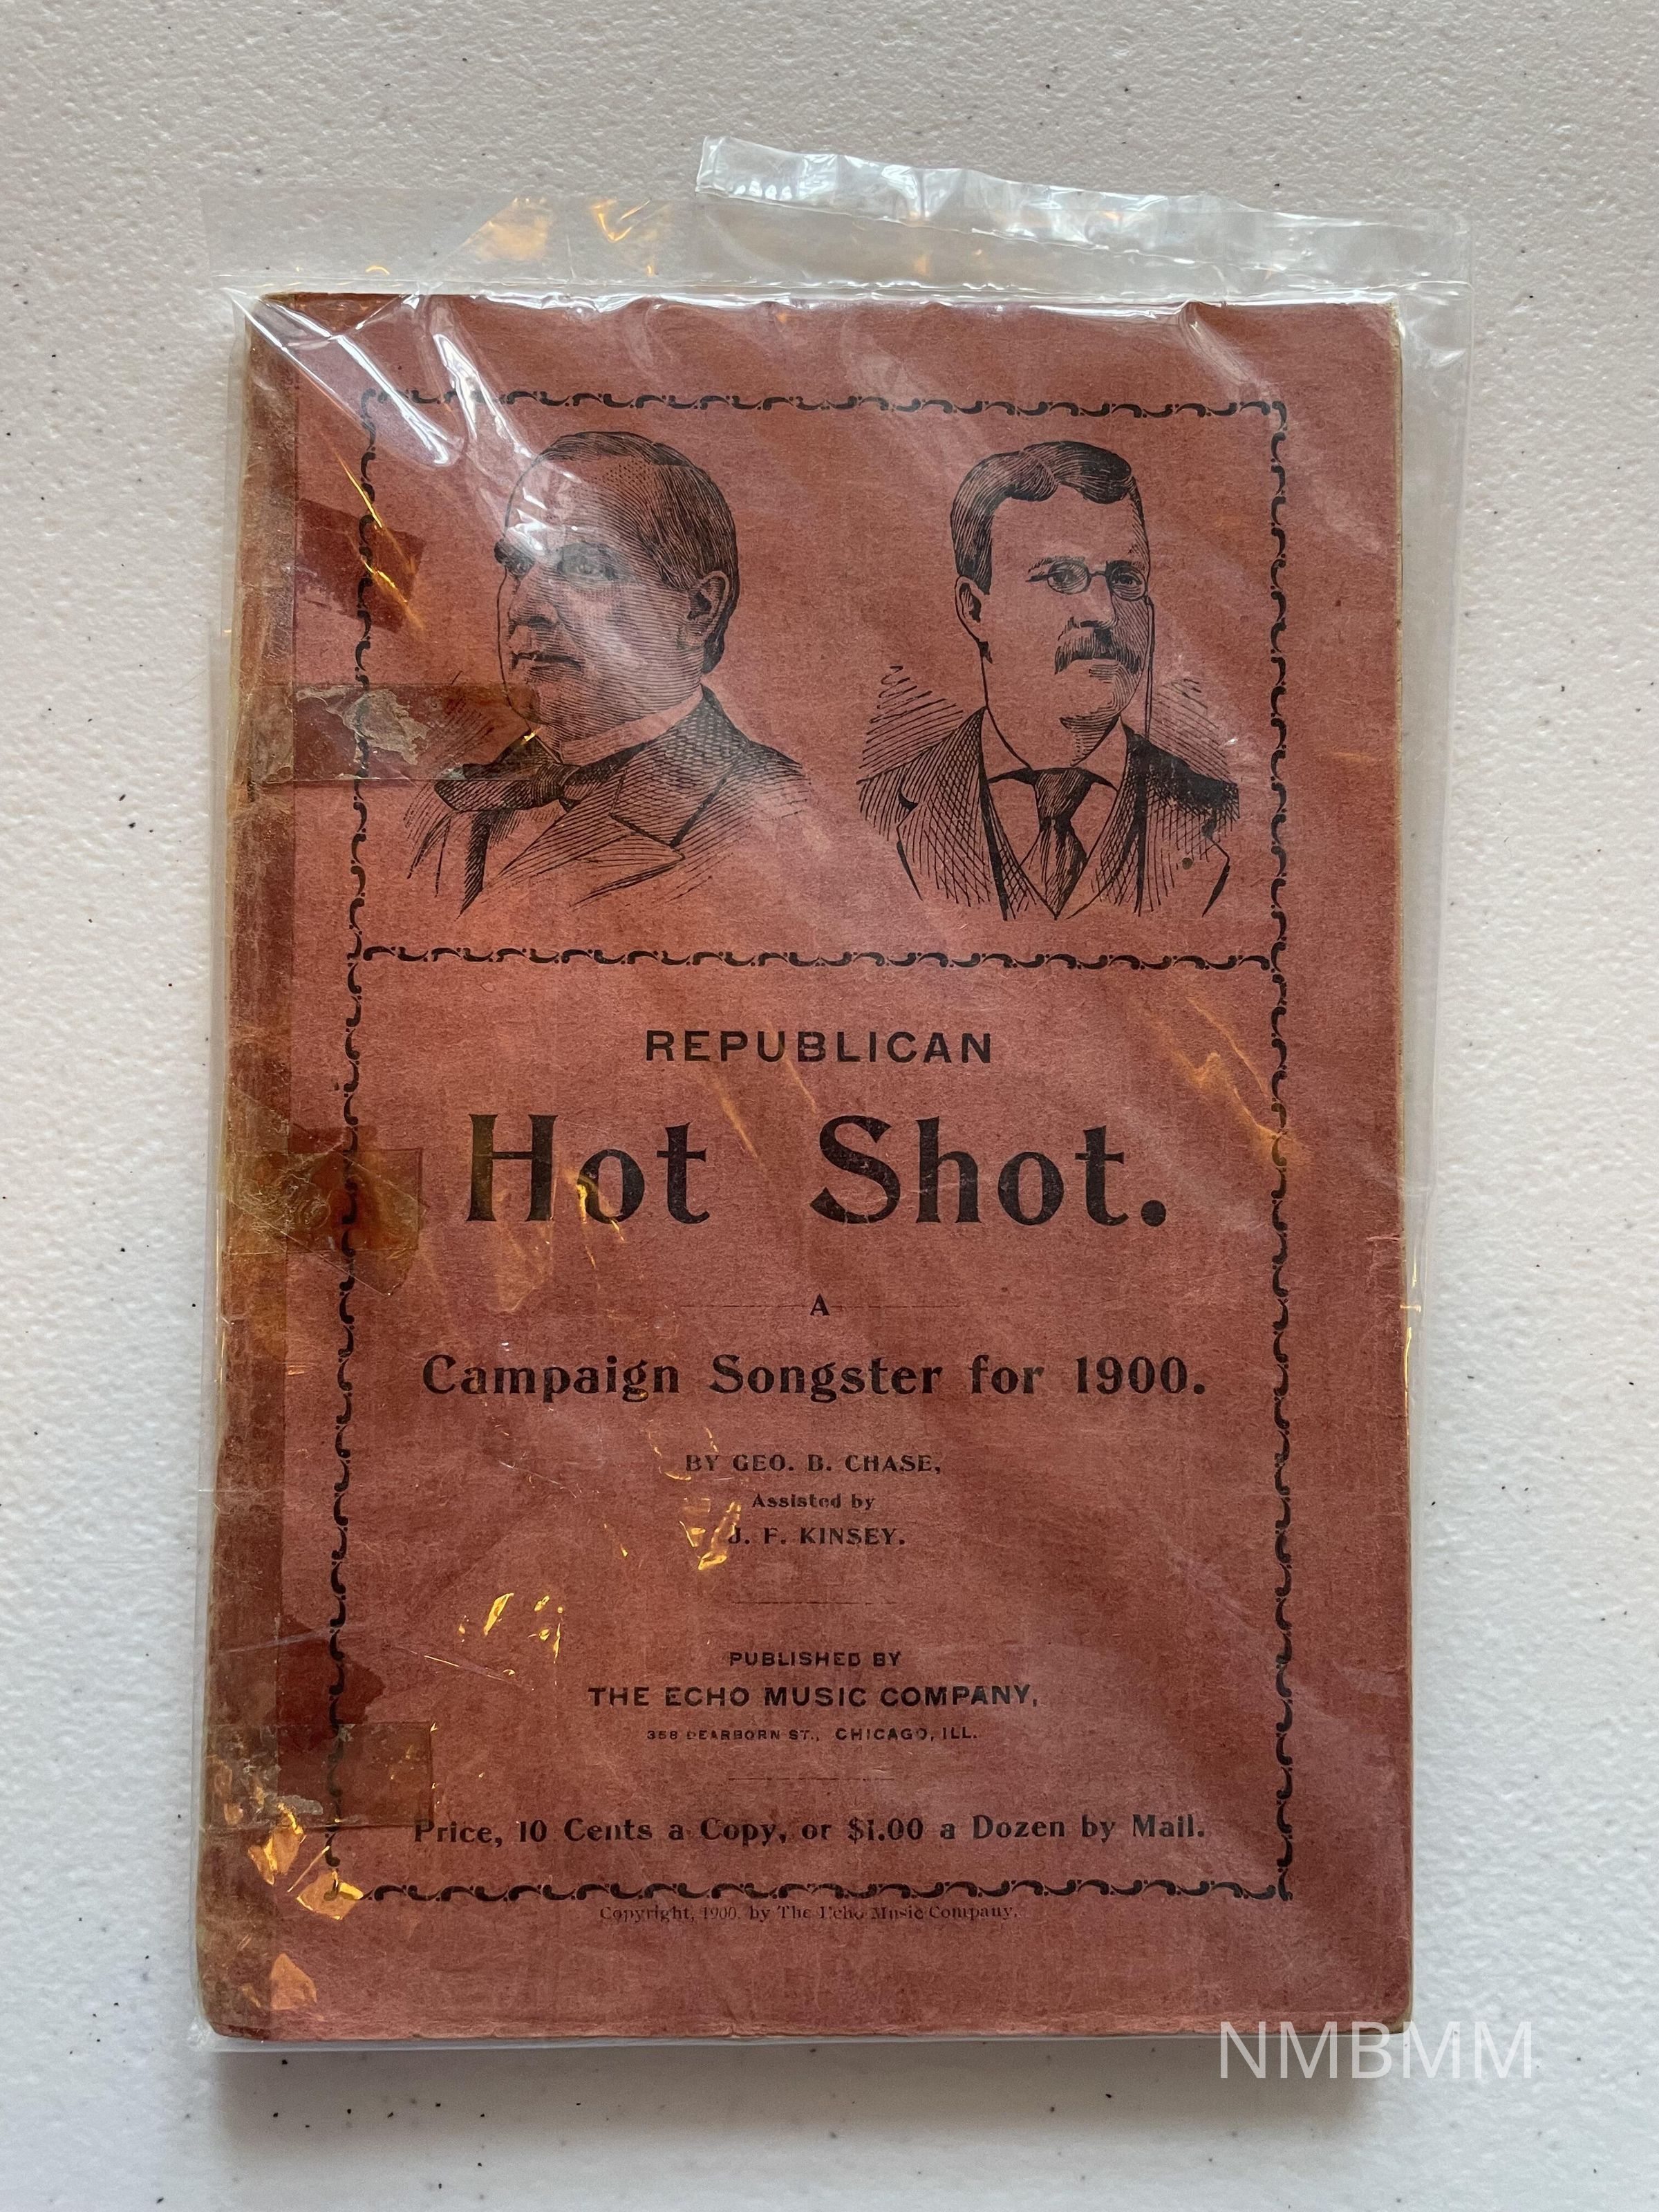 REPUBLICAN
Hot Shot.
A
Campaign Songster for 1900.
BY GEO. B. CHASE,
Assisted by
J. F. KINSEY.
PUBLISHED BY
THE ECHO MUSIC COMPANY,
358 DEARBORN ST., CHICAGO, ILL.
Price, 10 Cents a Copy, or $1.00 a Dozen by Mail.
Copyright, 1900, by The Echo Music Company.
NMBMM